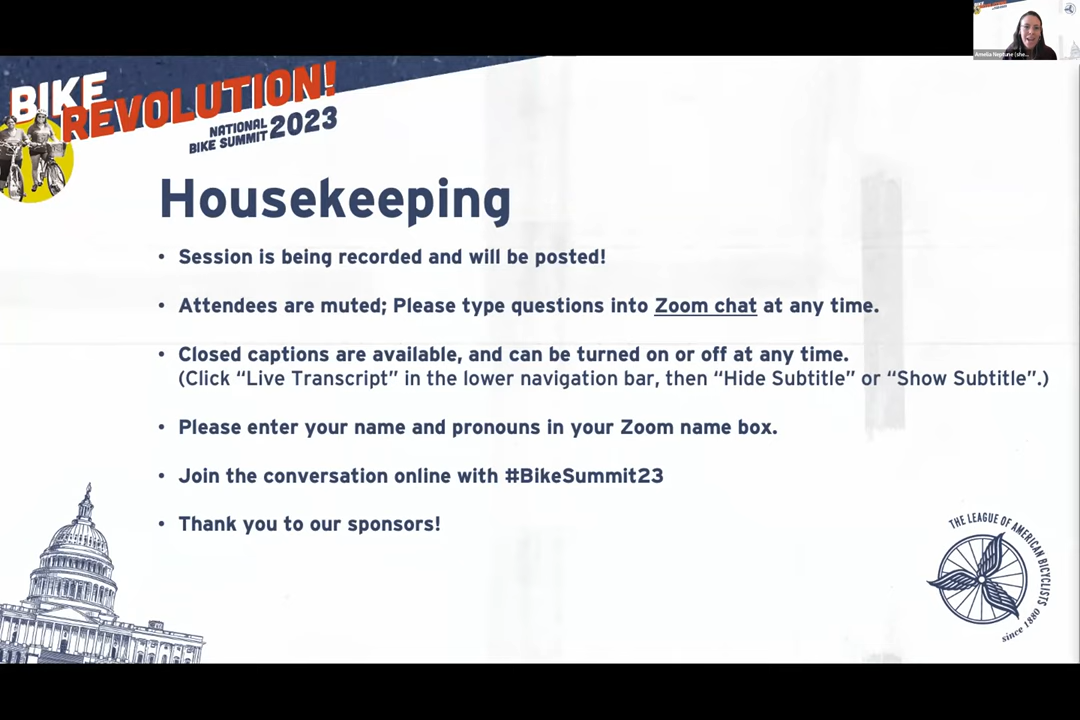 BIKE
REVOLUTION!
NATIONAL
BIKE SUMMIT 2023
Amelia Neptune (she...
Housekeeping
• Session is being recorded and will be posted!
• Attendees are muted; Please type questions into Zoom chat at any time.
• Closed captions are available, and can be turned on or off at any time.
(Click “Live Transcript” in the lower navigation bar, then “Hide Subtitle” or “Show Subtitle”.)
• Please enter your name and pronouns in your Zoom name box.
• Join the conversation online with #BikeSummit23
• Thank you to our sponsors!
THE LEAGUE OF AMERICAN BICYCLISTS
since 1880